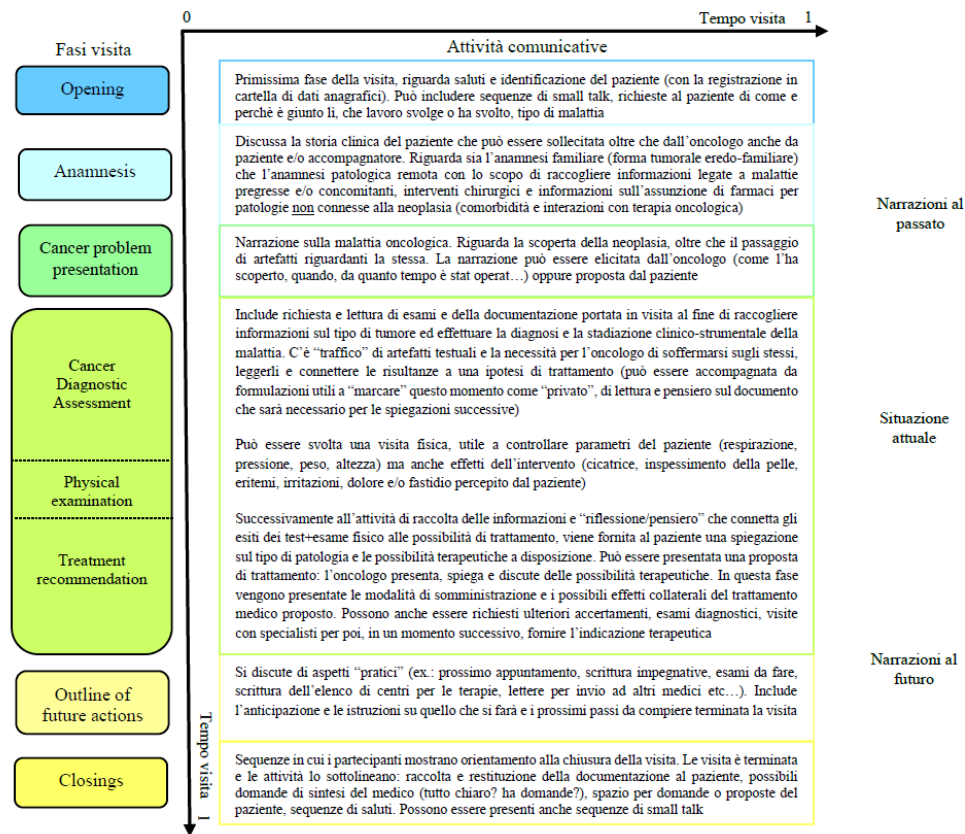 0
Tempo visita 1
Fasi visita
Attività comunicative
Opening
Primissima fase della visita, riguarda saluti e identificazione del paziente (con la registrazione in
cartella di dati anagrafici). Può includere sequenze di small talk, richieste al paziente di come e
perchè è giunto lì, che lavoro svolge o ha svolto, tipo di malattia
Anamnesis
Discussa la storia clinica del paziente che può essere sollecitata oltre che dall’oncologo anche da
paziente e/o accompagnatore. Riguarda sia l’anamnesi familiare (forma tumorale eredo-familiare)
che l’anamnesi patologica remota con lo scopo di raccogliere informazioni legate a malattie
pregresse e/o concomitanti, interventi chirurgici e informazioni sull’assunzione di farmaci per
patologie non connesse alla neoplasia (comorbidità e interazioni con terapia oncologica)
Narrazioni al
passato
Cancer problem
presentation
Narrazione sulla malattia oncologica. Riguarda la scoperta della neoplasia, oltre che il passaggio
di artefatti riguardanti la stessa. La narrazione può essere elicitata dall’oncologo (come l’ha
scoperto, quando, da quanto tempo è stat operat…) oppure proposta dal paziente
Cancer
Diagnostic
Assessment
Include richiesta e lettura di esami e della documentazione portata in visita al fine di raccogliere
informazioni sul tipo di tumore ed effettuare la diagnosi e la stadiazione clinico-strumentale della
malattia. C’è “traffico” di artefatti testuali e la necessità per l’oncologo di soffermarsi sugli stessi,
leggerli e connettere le risultanze a una ipotesi di trattamento (può essere accompagnata da
formulazioni utili a “marcare” questo momento come “privato”, di lettura e pensiero sul documento
che sarà necessario per le spiegazioni successive)
Situazione
attuale
Physical
examination
Può essere svolta una visita fisica, utile a controllare parametri del paziente (respirazione,
pressione, peso, altezza) ma anche effetti dell’intervento (cicatrice, inspessimento della pelle,
eritemi, irritazioni, dolore e/o fastidio percepito dal paziente)
Treatment
recommendation
Successivamente all’attività di raccolta delle informazioni e “riflessione/pensiero” che connetta gli
esiti dei test+esame fisico alle possibilità di trattamento, viene fornita al paziente una spiegazione
sul tipo di patologia e le possibilità terapeutiche a disposizione. Può essere presentata una proposta
di trattamento: l’oncologo presenta, spiega e discute delle possibilità terapeutiche. In questa fase
vengono presentate le modalità di somministrazione e i possibili effetti collaterali del trattamento
medico proposto. Possono anche essere richiesti ulteriori accertamenti, esami diagnostici, visite
con specialisti per poi, in un momento successivo, fornire l’indicazione terapeutica
Narrazioni al
futuro
Outline of
future actions
Si discute di aspetti “pratici” (ex.: prossimo appuntamento, scrittura impegnative, esami da fare,
scrittura dell’elenco di centri per le terapie, lettere per invio ad altri medici etc…). Include
l’anticipazione e le istruzioni su quello che si farà e i prossimi passi da compiere terminata la visita
Closings
Sequenze in cui i partecipanti mostrano orientamento alla chiusura della visita. Le visita è terminata
e le attività lo sottolineano: raccolta e restituzione della documentazione al paziente, possibili
domande di sintesi del medico (tutto chiaro? ha domande?), spazio per domande o proposte del
paziente, sequenze di saluti. Possono essere presenti anche sequenze di small talk
Tempo visita
1